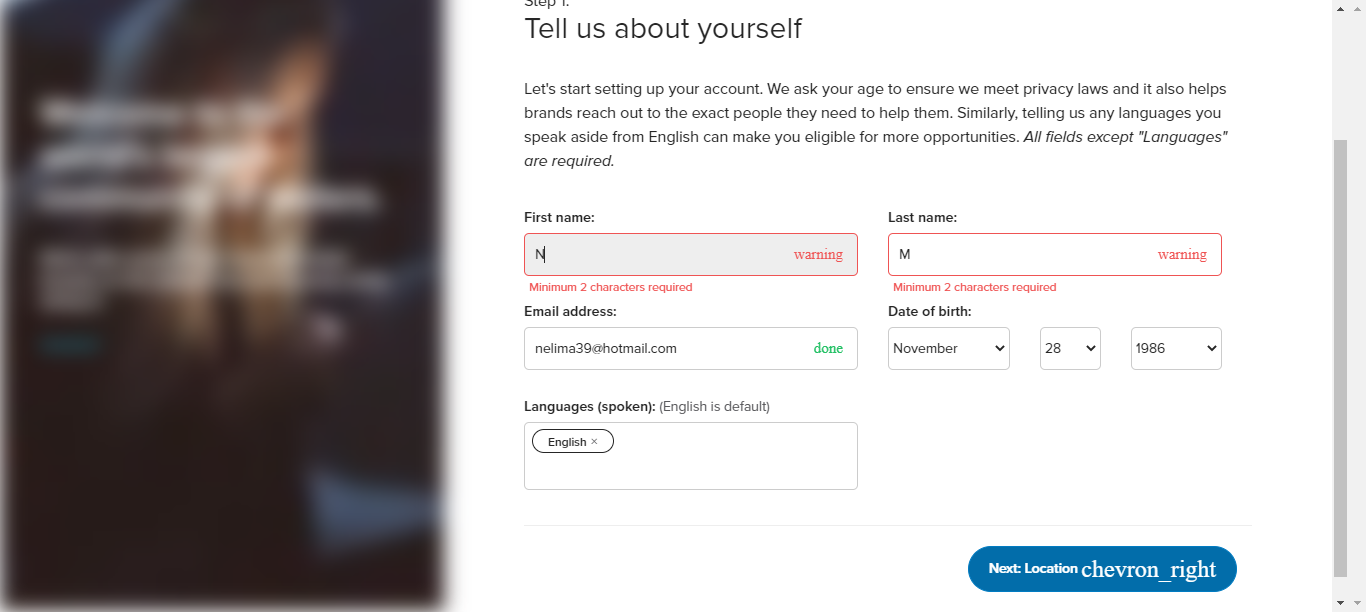 Step 1.
Tell us about yourself
Let's start setting up your account. We ask your age to ensure we meet privacy laws and it also helps
brands reach out to the exact people they need to help them. Similarly, telling us any languages you
speak aside from English can make you eligible for more opportunities. All fields except "Languages"
are required.
First name: Last name:
N warning M warning
Minimum 2 characters required Minimum 2 characters required
Email address: Date of birth:
nelima39@hotmail.com done November 28 1986
Languages (spoken): (English is default)
English ×
Next: Location chevron_right